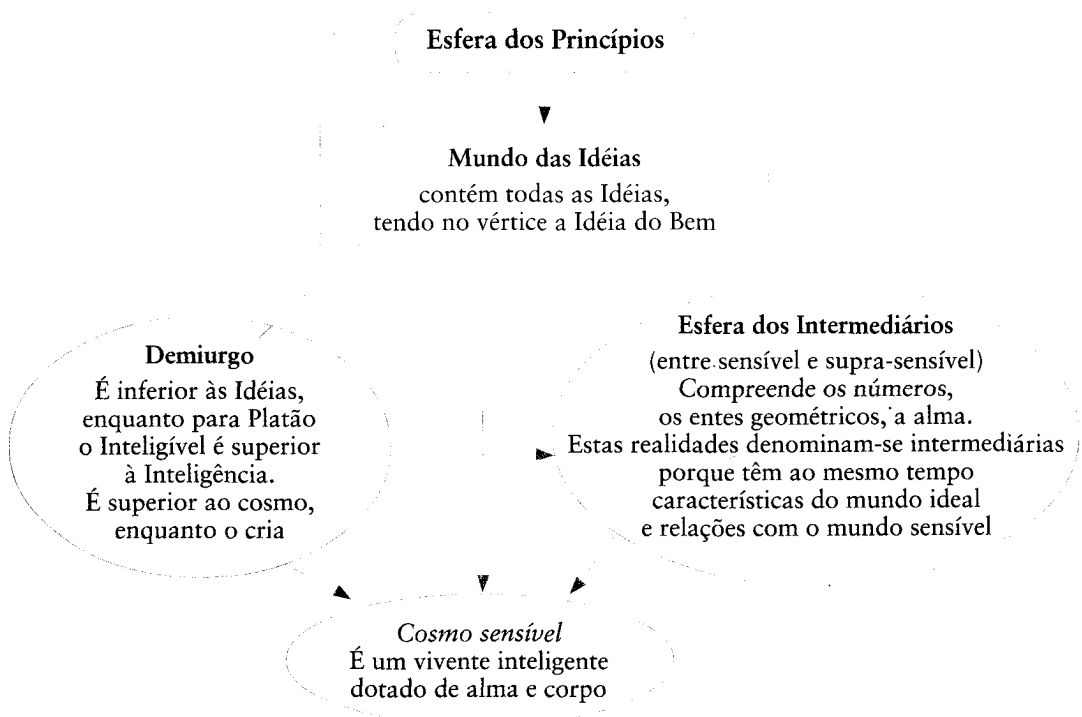 Esfera dos Princípios
Mundo das Idéias
contém todas as Idéias,
tendo no vértice a Idéia do Bem
Demiurgo
É inferior às Idéias,
enquanto para Platão
o Inteligível é superior
à Inteligência.
É superior ao cosmo,
enquanto o cria
Esfera dos Intermediários
(entre sensível e supra-sensível)
Compreende os números,
os entes geométricos, a alma.
Estas realidades denominam-se intermediárias
porque têm ao mesmo tempo
características do mundo ideal
e relações com o mundo sensível
Cosmo sensível
É um vivente inteligente
dotado de alma e corpo